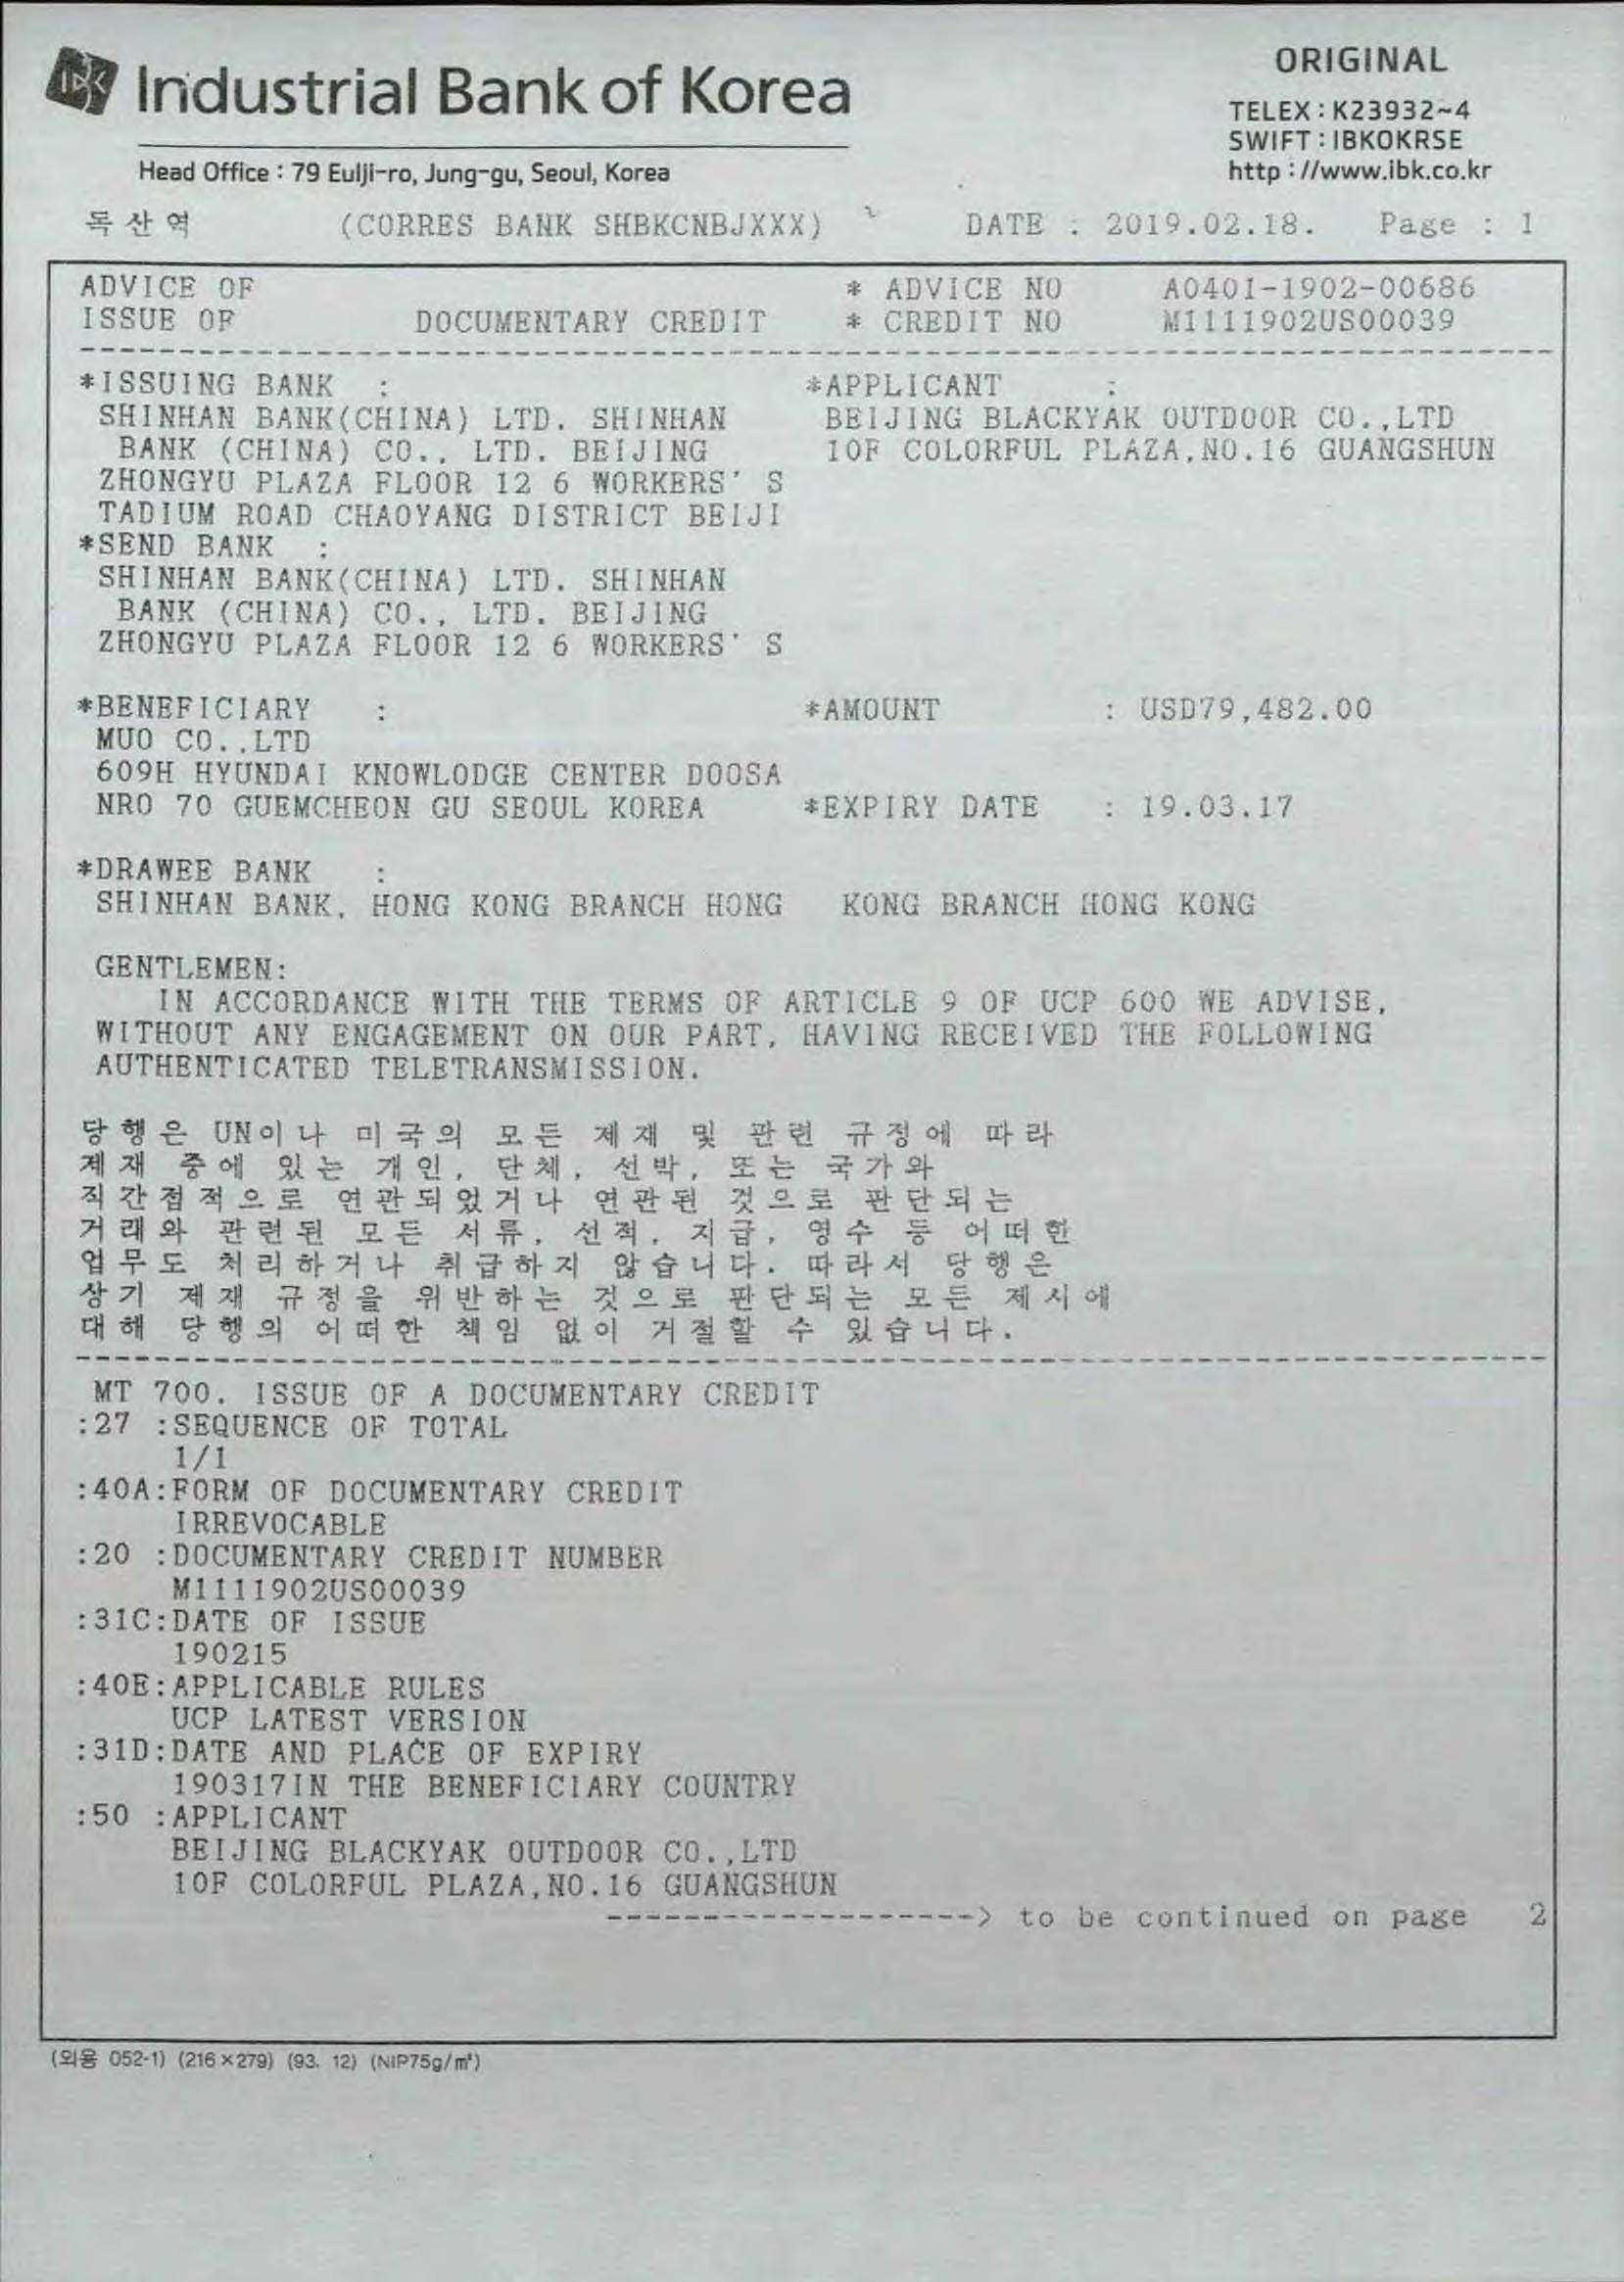 IBK Industrial Bank of Korea
ORIGINAL
TELEX : K23932~4
SWIFT : IBKOKRSE
http : //www.ibk.co.kr
Head Office : 79 Eulji-ro, Jung-gu, Seoul, Korea
독산역 (CORRES BANK SHBKCNBJXXX) DATE : 2019.02.18. Page : 1
ADVICE OF * ADVICE NO A0401-1902-00686
ISSUE OF DOCUMENTARY CREDIT * CREDIT NO M1111902US00039
*ISSUING BANK : *APPLICANT :
SHINHAN BANK(CHINA) LTD. SHINHAN BEIJING BLACKYAK OUTDOOR CO.,LTD
BANK (CHINA) CO., LTD. BEIJING 10F COLORFUL PLAZA,NO.16 GUANGSHUN
ZHONGYU PLAZA FLOOR 12 6 WORKERS' S
TADIUM ROAD CHAOYANG DISTRICT BEIJI
*SEND BANK :
SHINHAN BANK(CHINA) LTD. SHINHAN
BANK (CHINA) CO., LTD. BEIJING
ZHONGYU PLAZA FLOOR 12 6 WORKERS' S
*BENEFICIARY : *AMOUNT : USD79,482.00
MUO CO.,LTD
609H HYUNDAI KNOWLODGE CENTER DOOSA
NRO 70 GUEMCHEON GU SEOUL KOREA *EXPIRY DATE : 19.03.17
*DRAWEE BANK :
SHINHAN BANK, HONG KONG BRANCH HONG KONG BRANCH HONG KONG
GENTLEMEN:
IN ACCORDANCE WITH THE TERMS OF ARTICLE 9 OF UCP 600 WE ADVISE,
WITHOUT ANY ENGAGEMENT ON OUR PART, HAVING RECEIVED THE FOLLOWING
AUTHENTICATED TELETRANSMISSION.
당행은 UN이나 미국의 모든 제재 및 관련 규정에 따라
제재 중에 있는 개인, 단체, 선박, 또는 국가와
직간접적으로 연관되었거나 연관된 것으로 판단되는
거래와 관련된 모든 서류, 선적, 지급, 영수 등 어떠한
업무도 처리하거나 취급하지 않습니다. 따라서 당행은
상기 제재 규정을 위반하는 것으로 판단되는 모든 제시에
대해 당행의 어떠한 책임 없이 거절할 수 있습니다.
MT 700. ISSUE OF A DOCUMENTARY CREDIT
:27 :SEQUENCE OF TOTAL
1/1
:40A:FORM OF DOCUMENTARY CREDIT
IRREVOCABLE
:20 :DOCUMENTARY CREDIT NUMBER
M1111902US00039
:31C:DATE OF ISSUE
190215
:40E:APPLICABLE RULES
UCP LATEST VERSION
:31D:DATE AND PLACE OF EXPIRY
190317IN THE BENEFICIARY COUNTRY
:50 :APPLICANT
BEIJING BLACKYAK OUTDOOR CO.,LTD
10F COLORFUL PLAZA,NO.16 GUANGSHUN
-------------------> to be continued on page 2
(외용 052-1) (216×279) (93. 12) (NIP75g/㎡)